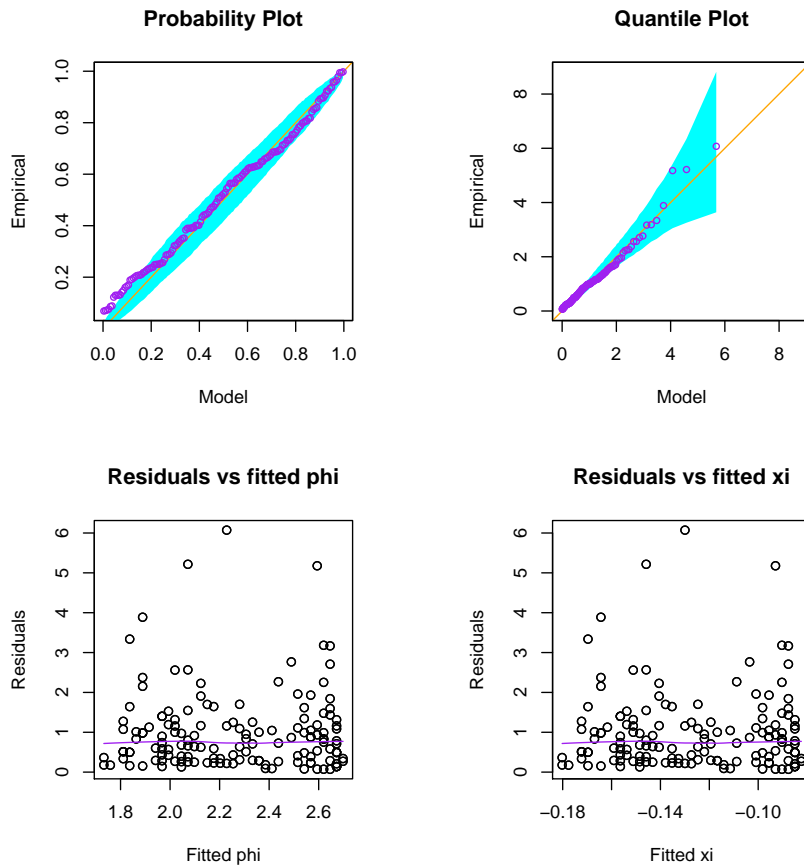 Probability Plot
Empirical
1.0
0.8
0.6
0.4
0.2
0.0 0.2 0.4 0.6 0.8 1.0
Model
Quantile Plot
Empirical
8
6
4
2
0
0 2 4 6 8
Model
Residuals vs fitted phi
Residuals
6
5
4
3
2
1
0
1.8 2.0 2.2 2.4 2.6
Fitted phi
Residuals vs fitted xi
Residuals
6
5
4
3
2
1
0
−0.18 −0.14 −0.10
Fitted xi